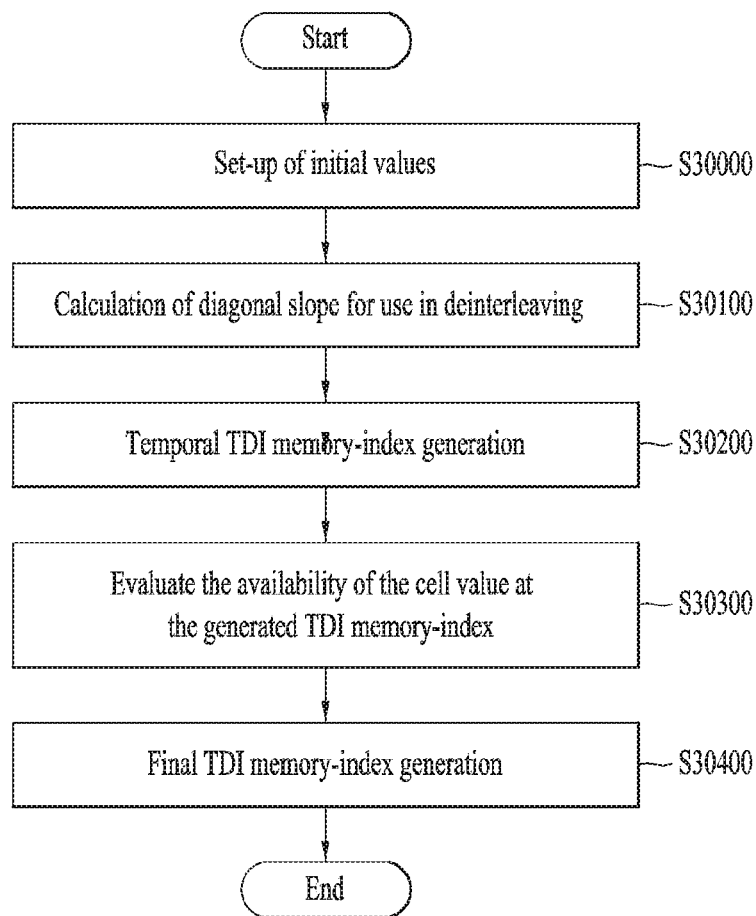 Start
Set-up of initial values
S30000
Calculation of diagonal slope for use in deinterleaving
S30100
Temporal TDI memory-index generation
S30200
Evaluate the availability of the cell value at
the generated TDI memory-index
S30300
Final TDI memory-index generation
S30400
End